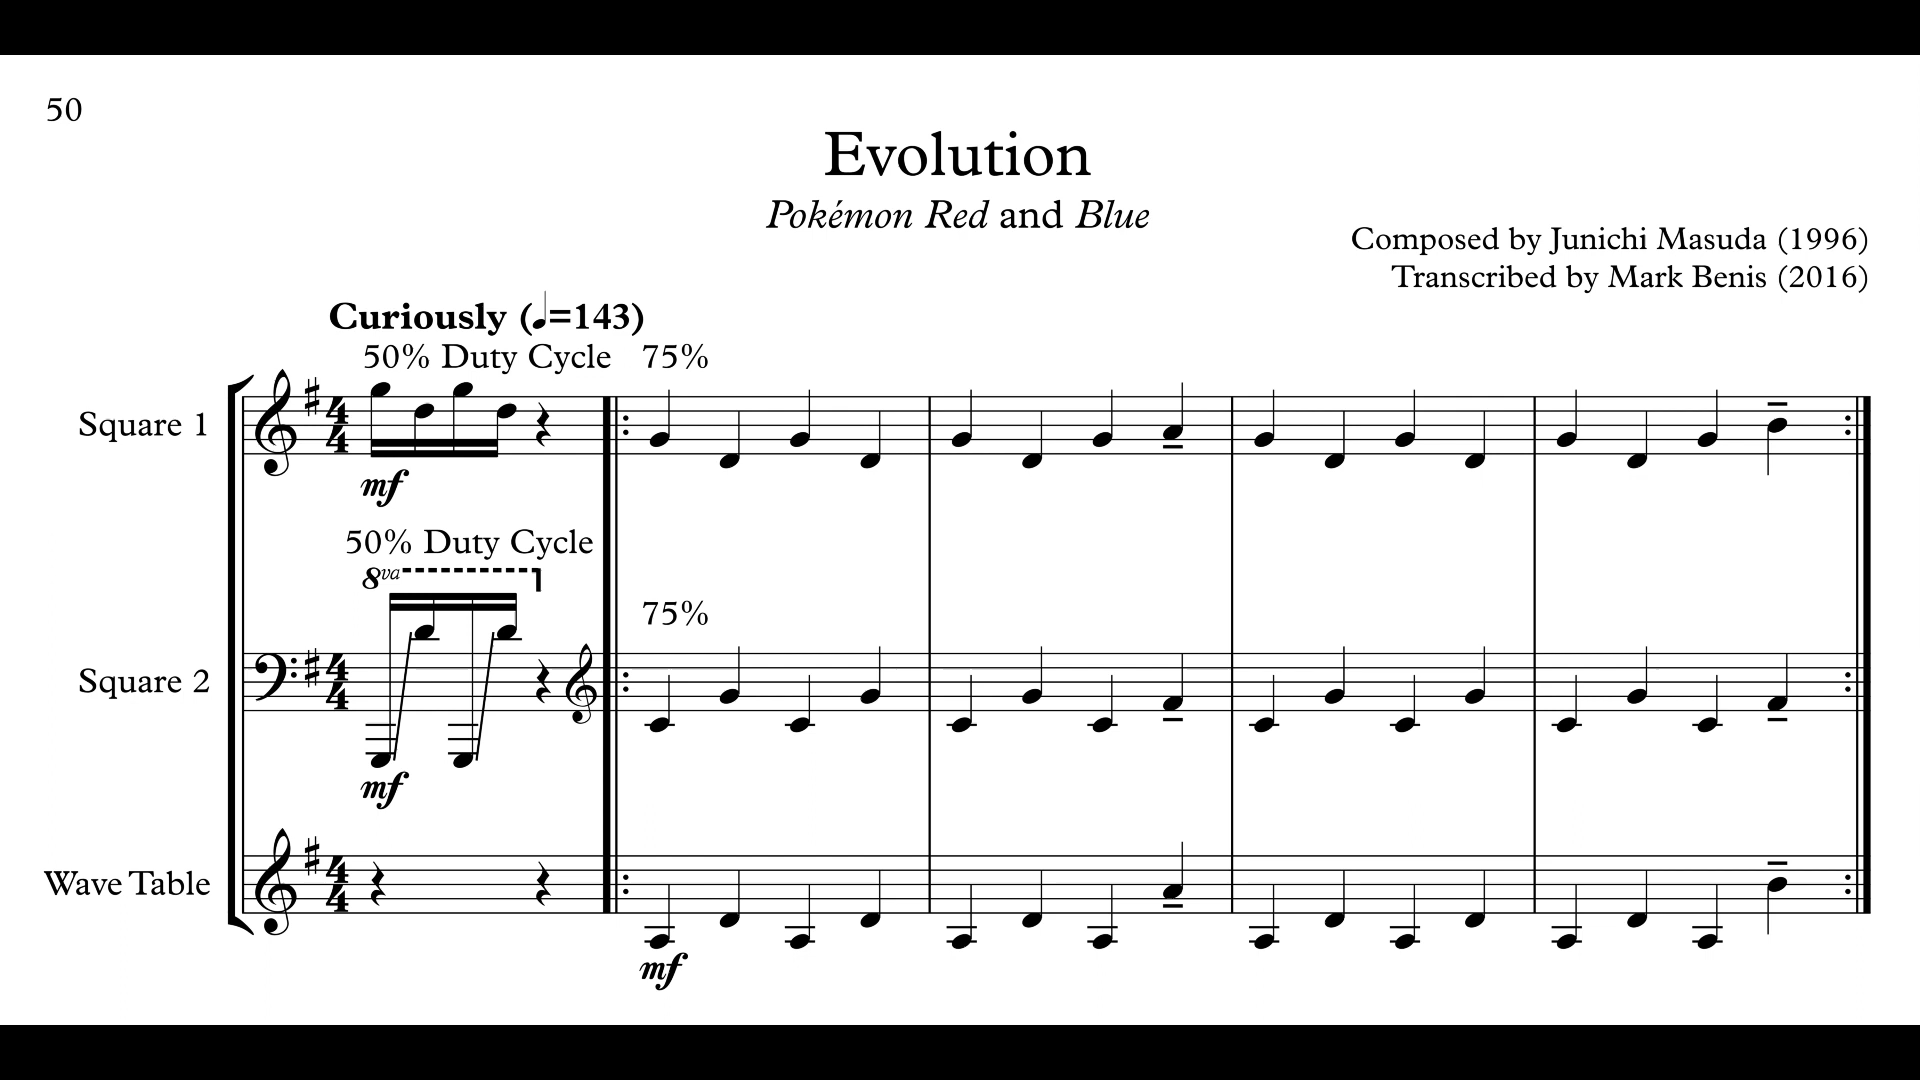 50
Evolution
Pokémon Red and Blue
Composed by Junichi Masuda (1996)
Transcribed by Mark Benis (2016)
Curiously (♩=143)
50% Duty Cycle 75%
Square 1
mf
50% Duty Cycle
8va
75%
Square 2
mf
Wave Table
mf